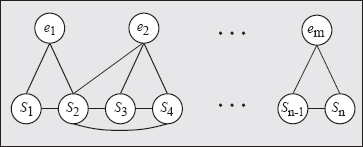 e1 e2 . . . em
S1 S2 S3 S4 . . . Sn-1 Sn